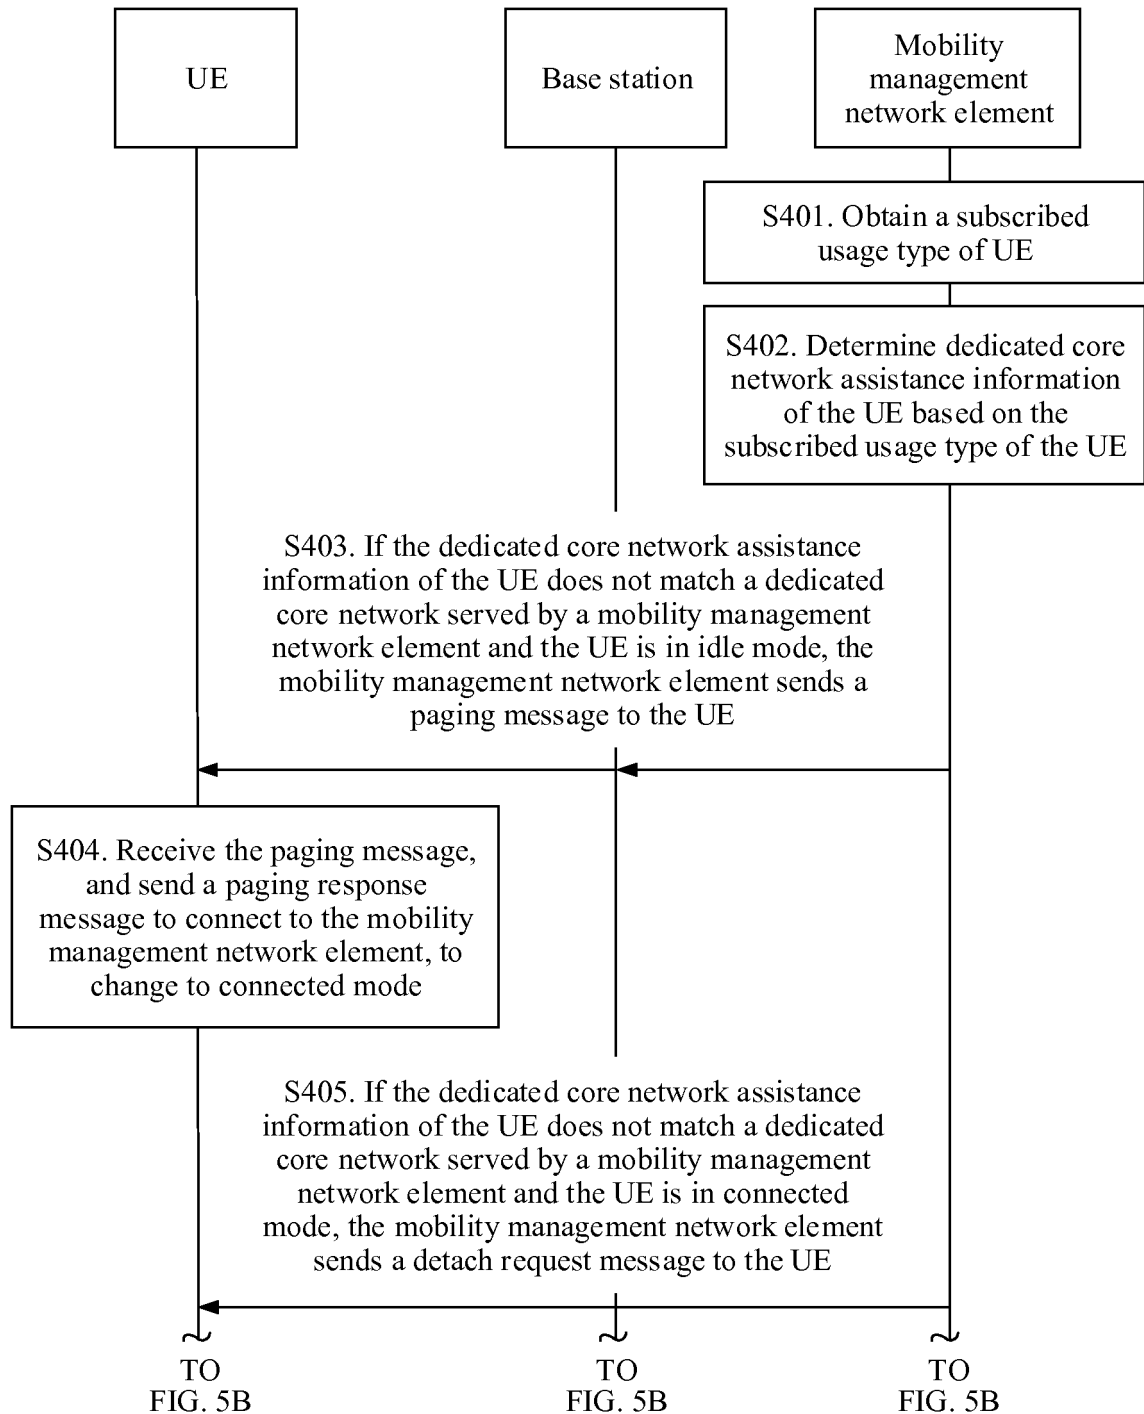 UE
Base station
Mobility
management
network element
S401. Obtain a subscribed
usage type of UE
S402. Determine dedicated core
network assistance information
of the UE based on the
subscribed usage type of the UE
S403. If the dedicated core network assistance
information of the UE does not match a dedicated
core network served by a mobility management
network element and the UE is in idle mode, the
mobility management network element sends a
paging message to the UE
S404. Receive the paging message,
and send a paging response
message to connect to the mobility
management network element, to
change to connected mode
S405. If the dedicated core network assistance
information of the UE does not match a dedicated
core network served by a mobility management
network element and the UE is in connected
mode, the mobility management network element
sends a detach request message to the UE
TO
FIG. 5B
TO
FIG. 5B
TO
FIG. 5B